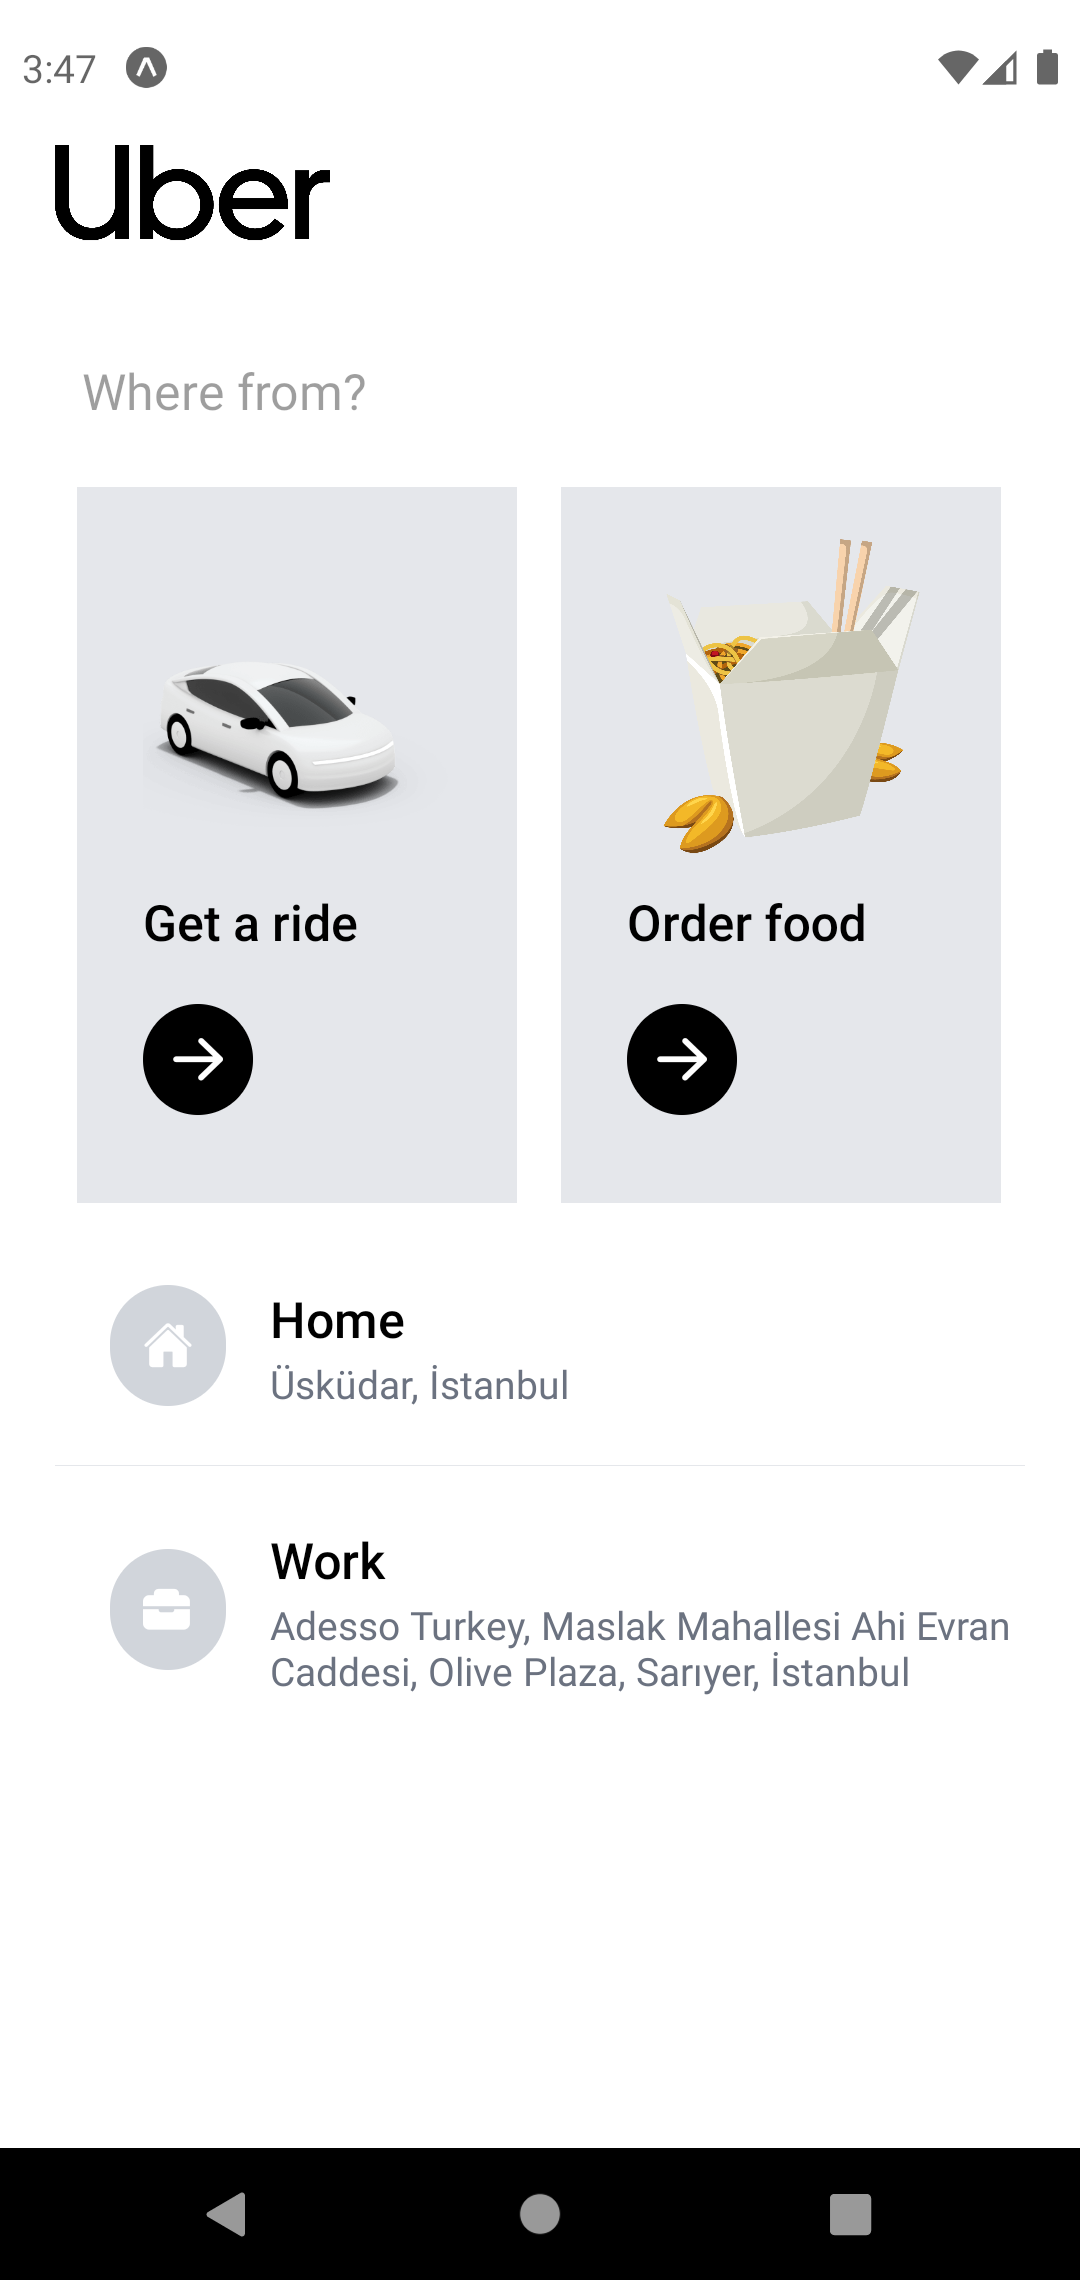 3:47
Uber
Where from?
Get a ride
Order food
Home
Üsküdar, İstanbul
Work
Adesso Turkey, Maslak Mahallesi Ahi Evran
Caddesi, Olive Plaza, Sarıyer, İstanbul